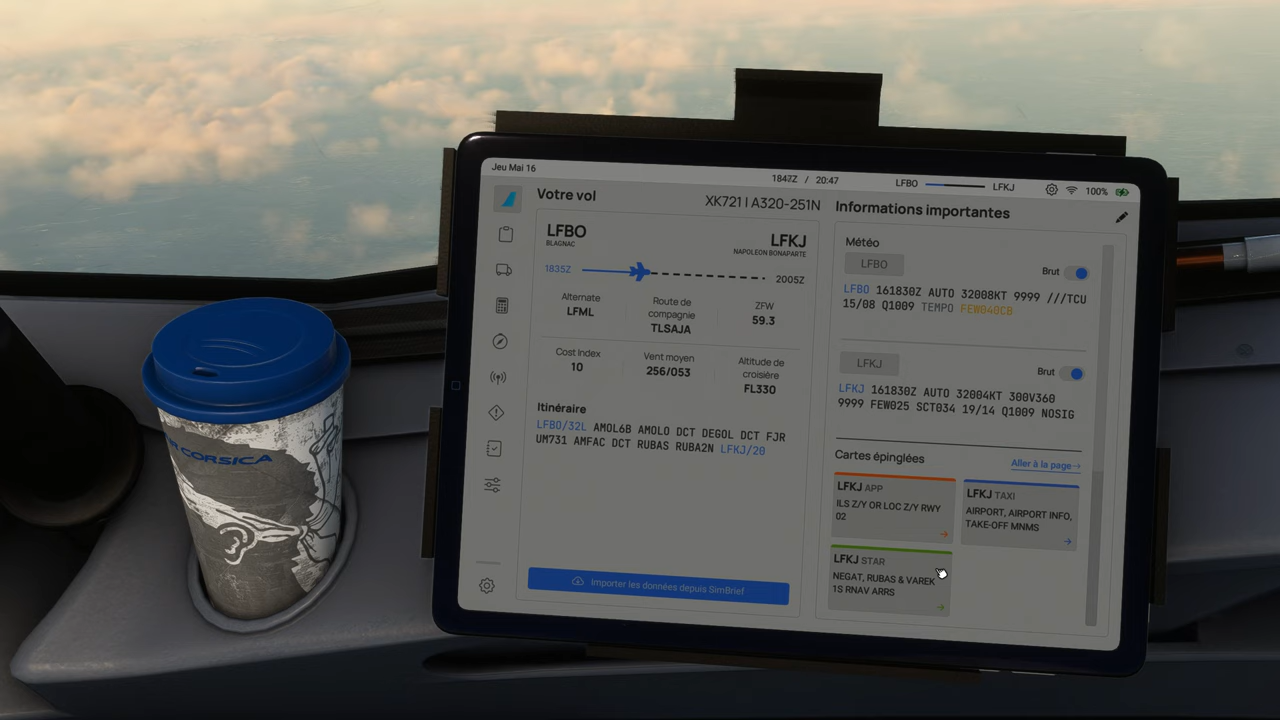 Jeu Mai 16
1847Z / 20:47
LFBO
LFKJ
100%
Votre vol
XK721 | A320-251N
LFBO
BLAGNAC
LFKJ
NAPOLEON BONAPARTE
1835Z
2005Z
Alternate
LFML
Route de
compagnie
TLSAJA
ZFW
59.3
Cost Index
10
Vent moyen
256/053
Altitude de
croisière
FL330
Itinéraire
LFBO/32L AMOL6B AMOLO DCT DEGOL DCT FJR
UM731 AMFAC DCT RUBAS RUBA2N LFKJ/20
Importer les données depuis SimBrief
Informations importantes
Météo
LFBO
Brut
LFBO 161830Z AUTO 32008KT 9999 ///TCU
15/08 Q1009 TEMPO FEW040CB
LFKJ
Brut
LFKJ 161830Z AUTO 32004KT 300V360
9999 FEW025 SCT034 19/14 Q1009 NOSIG
Cartes épinglées
Aller à la page→
LFKJ APP
ILS Z/Y OR LOC Z/Y RWY
02
LFKJ TAXI
AIRPORT, AIRPORT INFO,
TAKE-OFF MNMS
LFKJ STAR
NEGAT, RUBAS & VAREK
1S RNAV ARRS
CORSICA